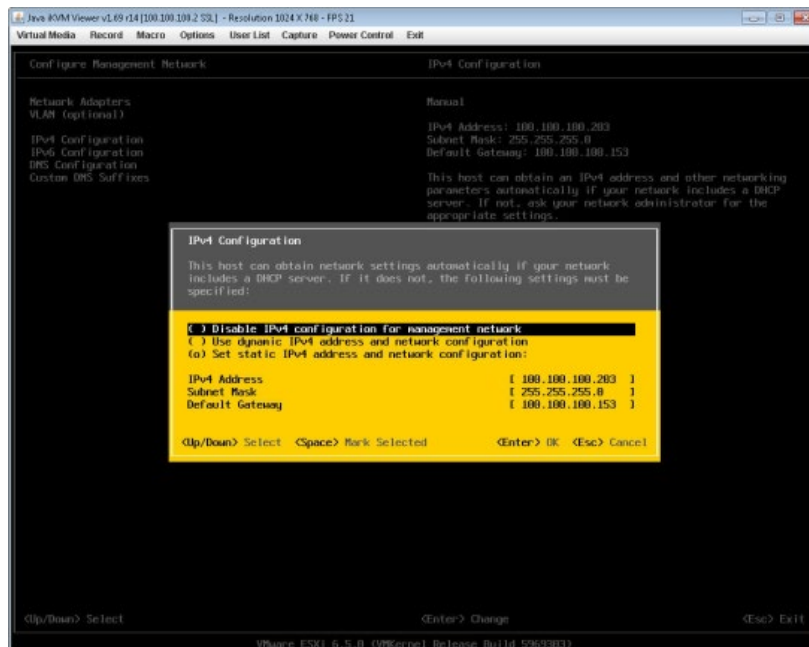 Java iKVM Viewer v1.69 r14 [100.100.100.2 SSL] - Resolution 1024 X 768 - FPS 21
Virtual Media Record Macro Options User List Capture Power Control Exit
Configure Management Network
IPv4 Configuration
Network Adapters
VLAN (optional)
IPv4 Configuration
IPv6 Configuration
DNS Configuration
Custom DNS Suffixes
Manual
IPv4 Address: 100.100.100.203
Subnet Mask: 255.255.255.0
Default Gateway: 100.100.100.153
This host can obtain an IPv4 address and other networking
parameters automatically if your network includes a DHCP
server. If not, ask your network administrator for the
appropriate settings.
IPv4 Configuration
This host can obtain network settings automatically if your network
includes a DHCP server. If it does not, the following settings must be
specified:
( ) Disable IPv4 configuration for management network
( ) Use dynamic IPv4 address and network configuration
(o) Set static IPv4 address and network configuration:
IPv4 Address [ 100.100.100.203 ]
Subnet Mask [ 255.255.255.0 ]
Default Gateway [ 100.100.100.153 ]
<Up/Down> Select <Space> Mark Selected <Enter> OK <Esc> Cancel
<Up/Down> Select <Enter> Change <Esc> Exit
VMware ESXi 6.5.0 (VMKernel Release Build 5969303)